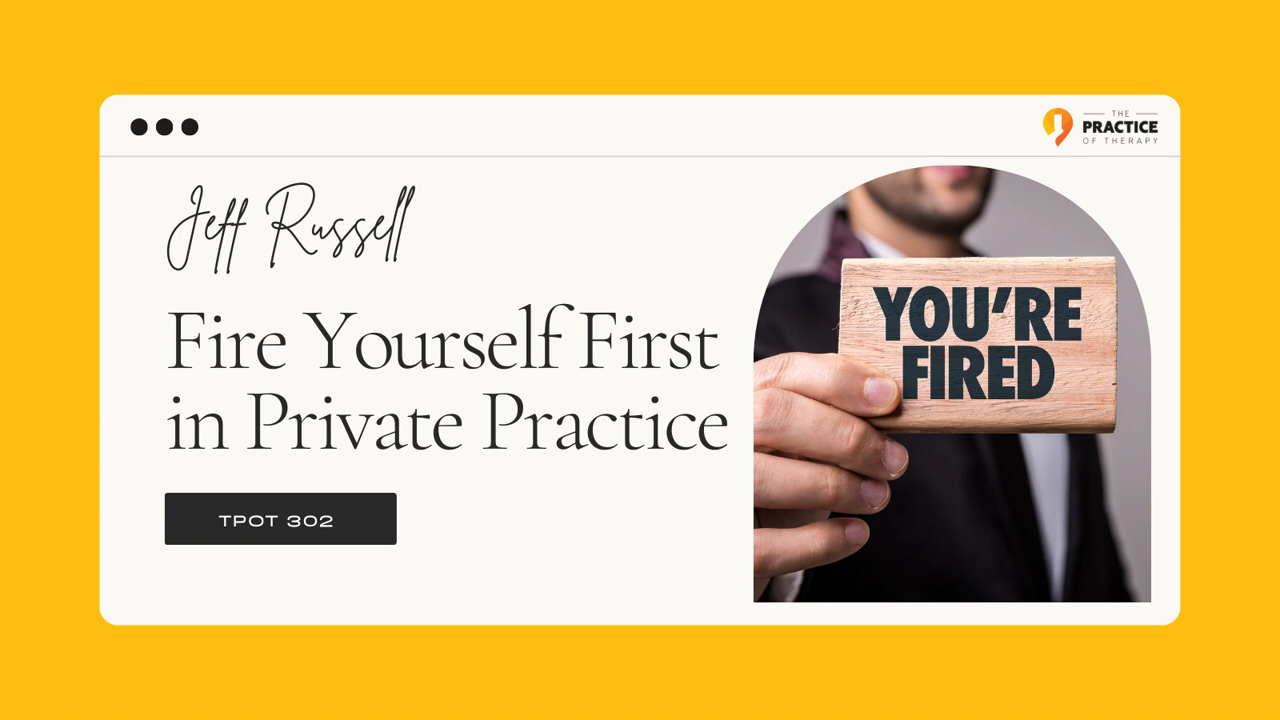 THE
PRACTICE
OF THERAPY
Jeff Russell
Fire Yourself First
in Private Practice
TPOT 302
YOU'RE
FIRED